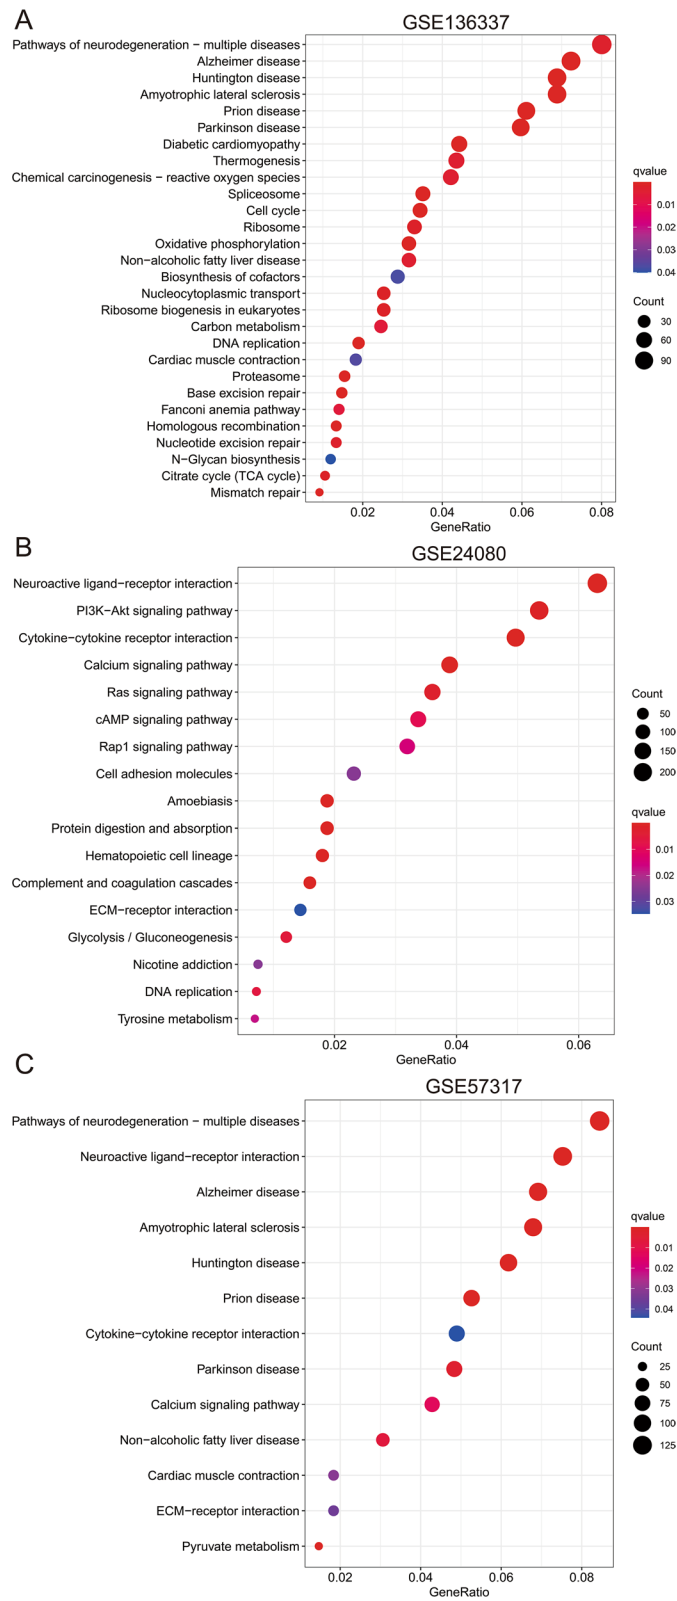 A
GSE136337
Pathways of neurodegeneration − multiple diseases
Alzheimer disease
Huntington disease
Amyotrophic lateral sclerosis
Prion disease
Parkinson disease
Diabetic cardiomyopathy
Thermogenesis
Chemical carcinogenesis − reactive oxygen species
Spliceosome
Cell cycle
Ribosome
Oxidative phosphorylation
Non−alcoholic fatty liver disease
Biosynthesis of cofactors
Nucleocytoplasmic transport
Ribosome biogenesis in eukaryotes
Carbon metabolism
DNA replication
Cardiac muscle contraction
Proteasome
Base excision repair
Fanconi anemia pathway
Homologous recombination
Nucleotide excision repair
N−Glycan biosynthesis
Citrate cycle (TCA cycle)
Mismatch repair
0.02 0.04 0.06 0.08
GeneRatio
qvalue
0.01
0.02
0.03
0.04
Count
30
60
90
B
GSE24080
Neuroactive ligand−receptor interaction
PI3K−Akt signaling pathway
Cytokine−cytokine receptor interaction
Calcium signaling pathway
Ras signaling pathway
cAMP signaling pathway
Rap1 signaling pathway
Cell adhesion molecules
Amoebiasis
Protein digestion and absorption
Hematopoietic cell lineage
Complement and coagulation cascades
ECM−receptor interaction
Glycolysis / Gluconeogenesis
Nicotine addiction
DNA replication
Tyrosine metabolism
0.02 0.04 0.06
GeneRatio
Count
50
100
150
200
qvalue
0.01
0.02
0.03
C
GSE57317
Pathways of neurodegeneration − multiple diseases
Neuroactive ligand−receptor interaction
Alzheimer disease
Amyotrophic lateral sclerosis
Huntington disease
Prion disease
Cytokine−cytokine receptor interaction
Parkinson disease
Calcium signaling pathway
Non−alcoholic fatty liver disease
Cardiac muscle contraction
ECM−receptor interaction
Pyruvate metabolism
0.02 0.04 0.06 0.08
GeneRatio
qvalue
0.01
0.02
0.03
0.04
Count
25
50
75
100
125